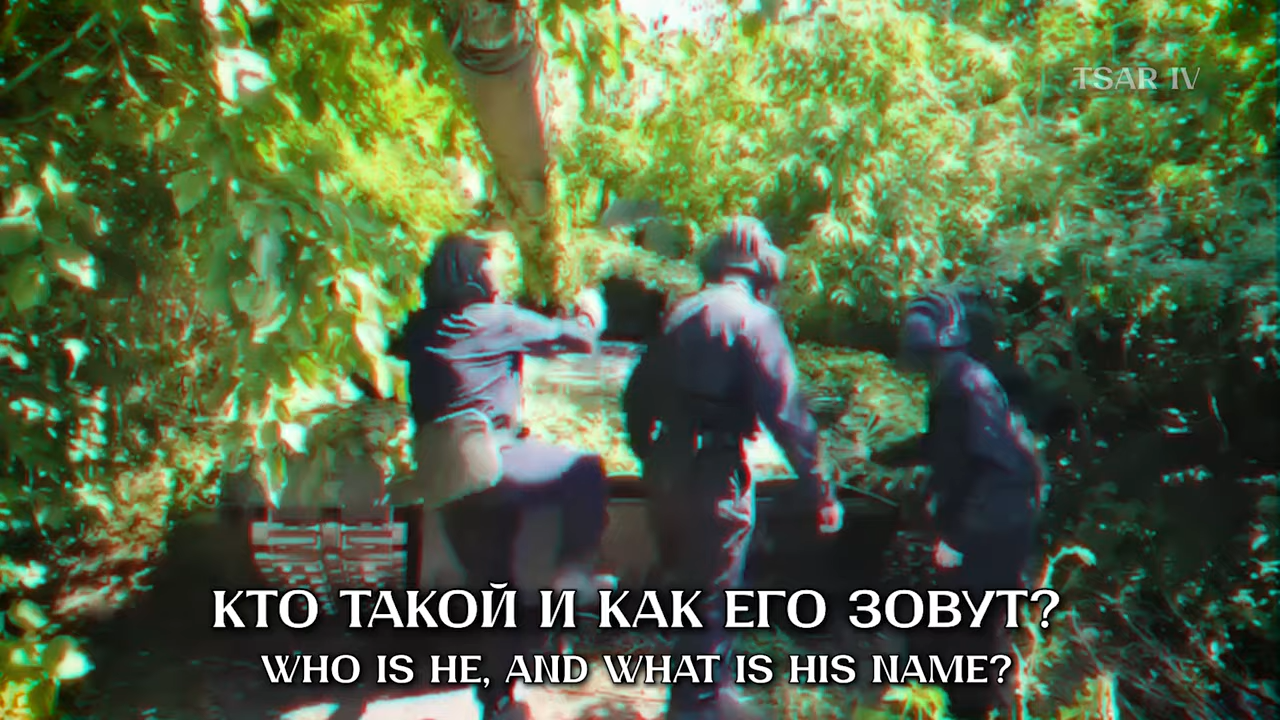 TSAR IV
КТО ТАКОЙ И КАК ЕГО ЗОВУТ?
WHO IS HE, AND WHAT IS HIS NAME?